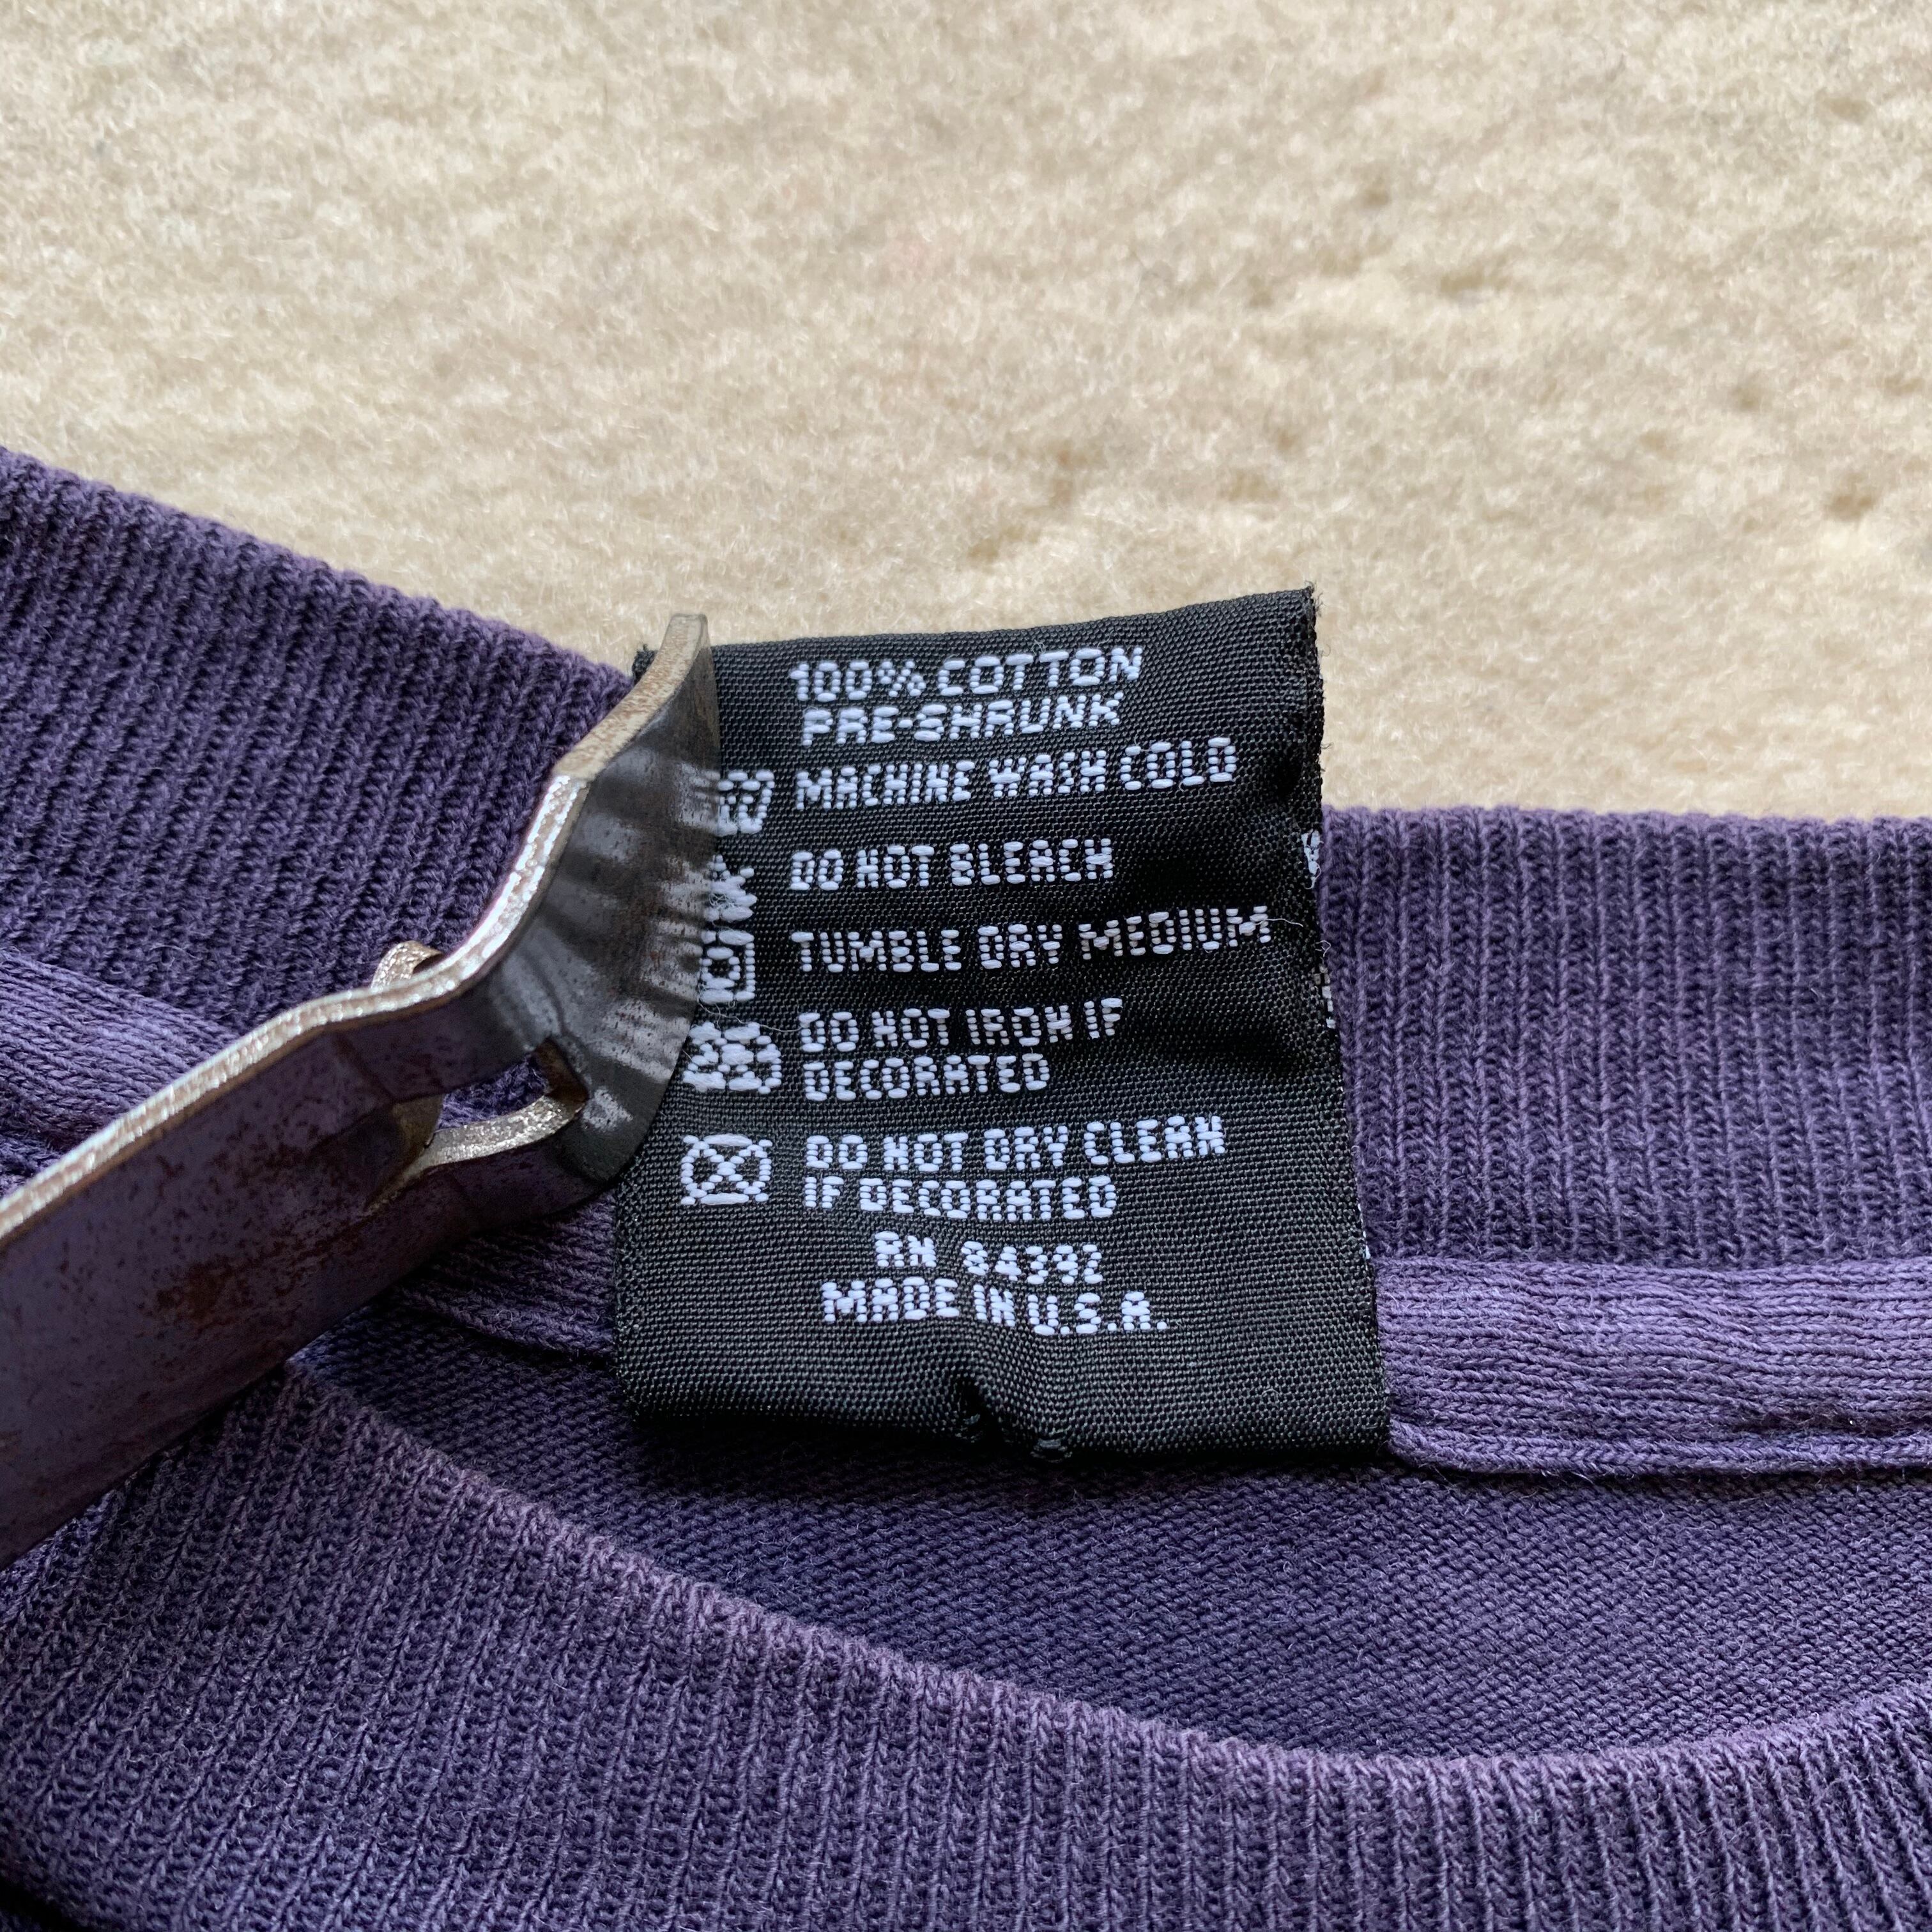 100% COTTON
PRE-SHRUNK
MACHINE WASH COLD
DO NOT BLEACH
TUMBLE DRY MEDIUM
DO NOT IRON IF
DECORATED
DO NOT DRY CLEAN
IF DECORATED
RN 84392
MADE IN U.S.A.